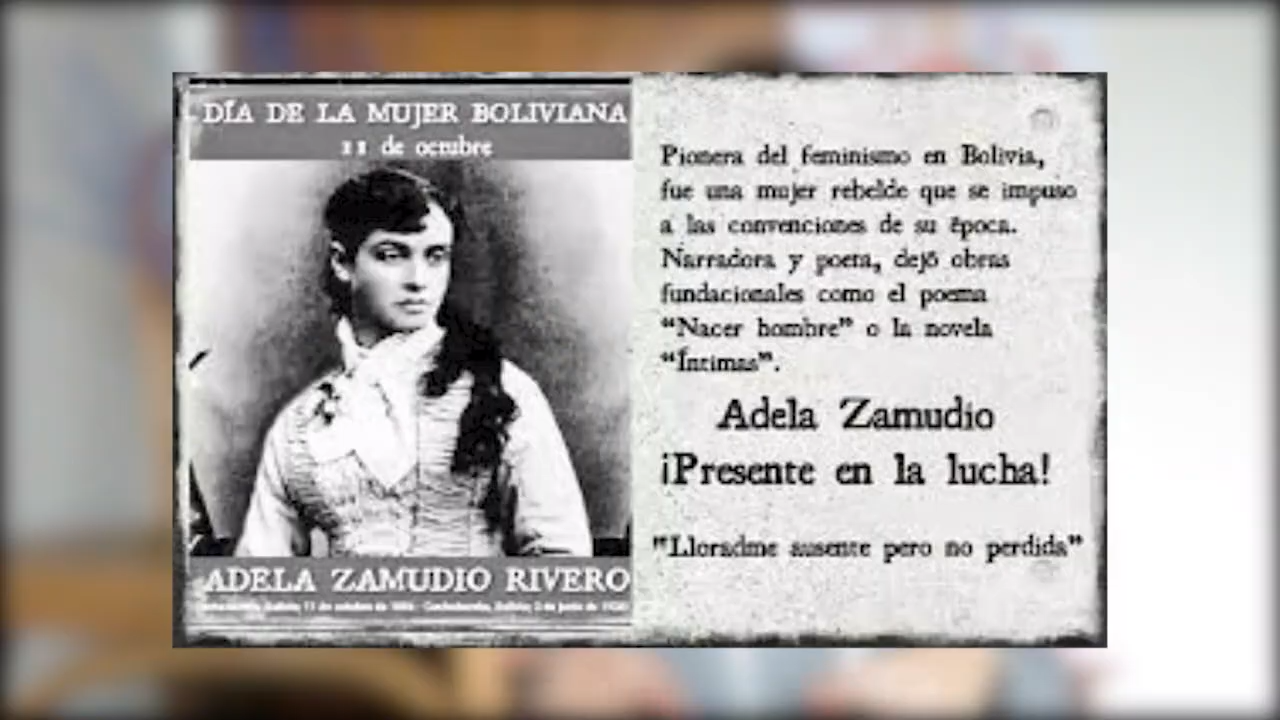 DÍA DE LA MUJER BOLIVIANA
11 de octubre
ADELA ZAMUDIO RIVERO
Pionera del feminismo en Bolivia,
fue una mujer rebelde que se impuso
a las convenciones de su época.
Narradora y poeta, dejó obras
fundacionales como el poema
“Nacer hombre” o la novela
“Íntimas”.
Adela Zamudio
¡Presente en la lucha!
"Lloradme ausente pero no perdida”